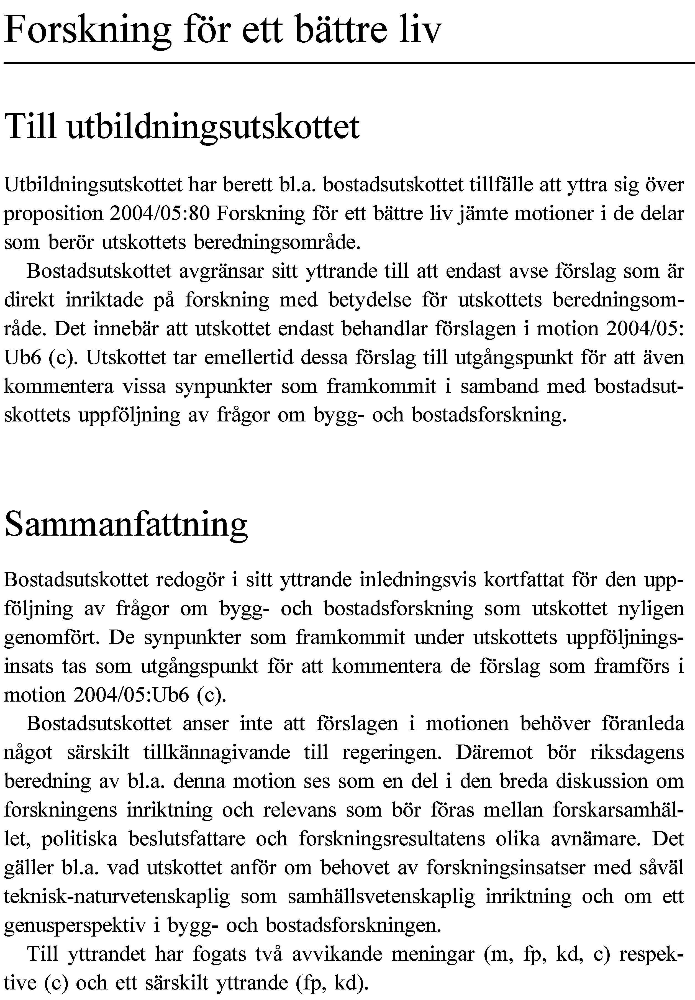 Forskning för ett bättre liv
Till utbildningsutskottet
Utbildningsutskottet har berett bl.a. bostadsutskottet tillfälle att yttra sig över
proposition 2004/05:80 Forskning för ett bättre liv jämte motioner i de delar
som berör utskottets beredningsområde.
Bostadsutskottet avgränsar sitt yttrande till att endast avse förslag som är
direkt inriktade på forskning med betydelse för utskottets beredningsom-
råde. Det innebär att utskottet endast behandlar förslagen i motion 2004/05:
Ub6 (c). Utskottet tar emellertid dessa förslag till utgångspunkt för att även
kommentera vissa synpunkter som framkommit i samband med bostadsut-
skottets uppföljning av frågor om bygg- och bostadsforskning.
Sammanfattning
Bostadsutskottet redogör i sitt yttrande inledningsvis kortfattat för den upp-
följning av frågor om bygg- och bostadsforskning som utskottet nyligen
genomfört. De synpunkter som framkommit under utskottets uppföljnings-
insats tas som utgångspunkt för att kommentera de förslag som framförs i
motion 2004/05:Ub6 (c).
Bostadsutskottet anser inte att förslagen i motionen behöver föranleda
något särskilt tillkännagivande till regeringen. Däremot bör riksdagens
beredning av bl.a. denna motion ses som en del i den breda diskussion om
forskningens inriktning och relevans som bör föras mellan forskarsamhäl-
let, politiska beslutsfattare och forskningsresultatens olika avnämare. Det
gäller bl.a. vad utskottet anför om behovet av forskningsinsatser med såväl
teknisk-naturvetenskaplig som samhällsvetenskaplig inriktning och om ett
genusperspektiv i bygg- och bostadsforskningen.
Till yttrandet har fogats två avvikande meningar (m, fp, kd, c) respek-
tive (c) och ett särskilt yttrande (fp, kd).